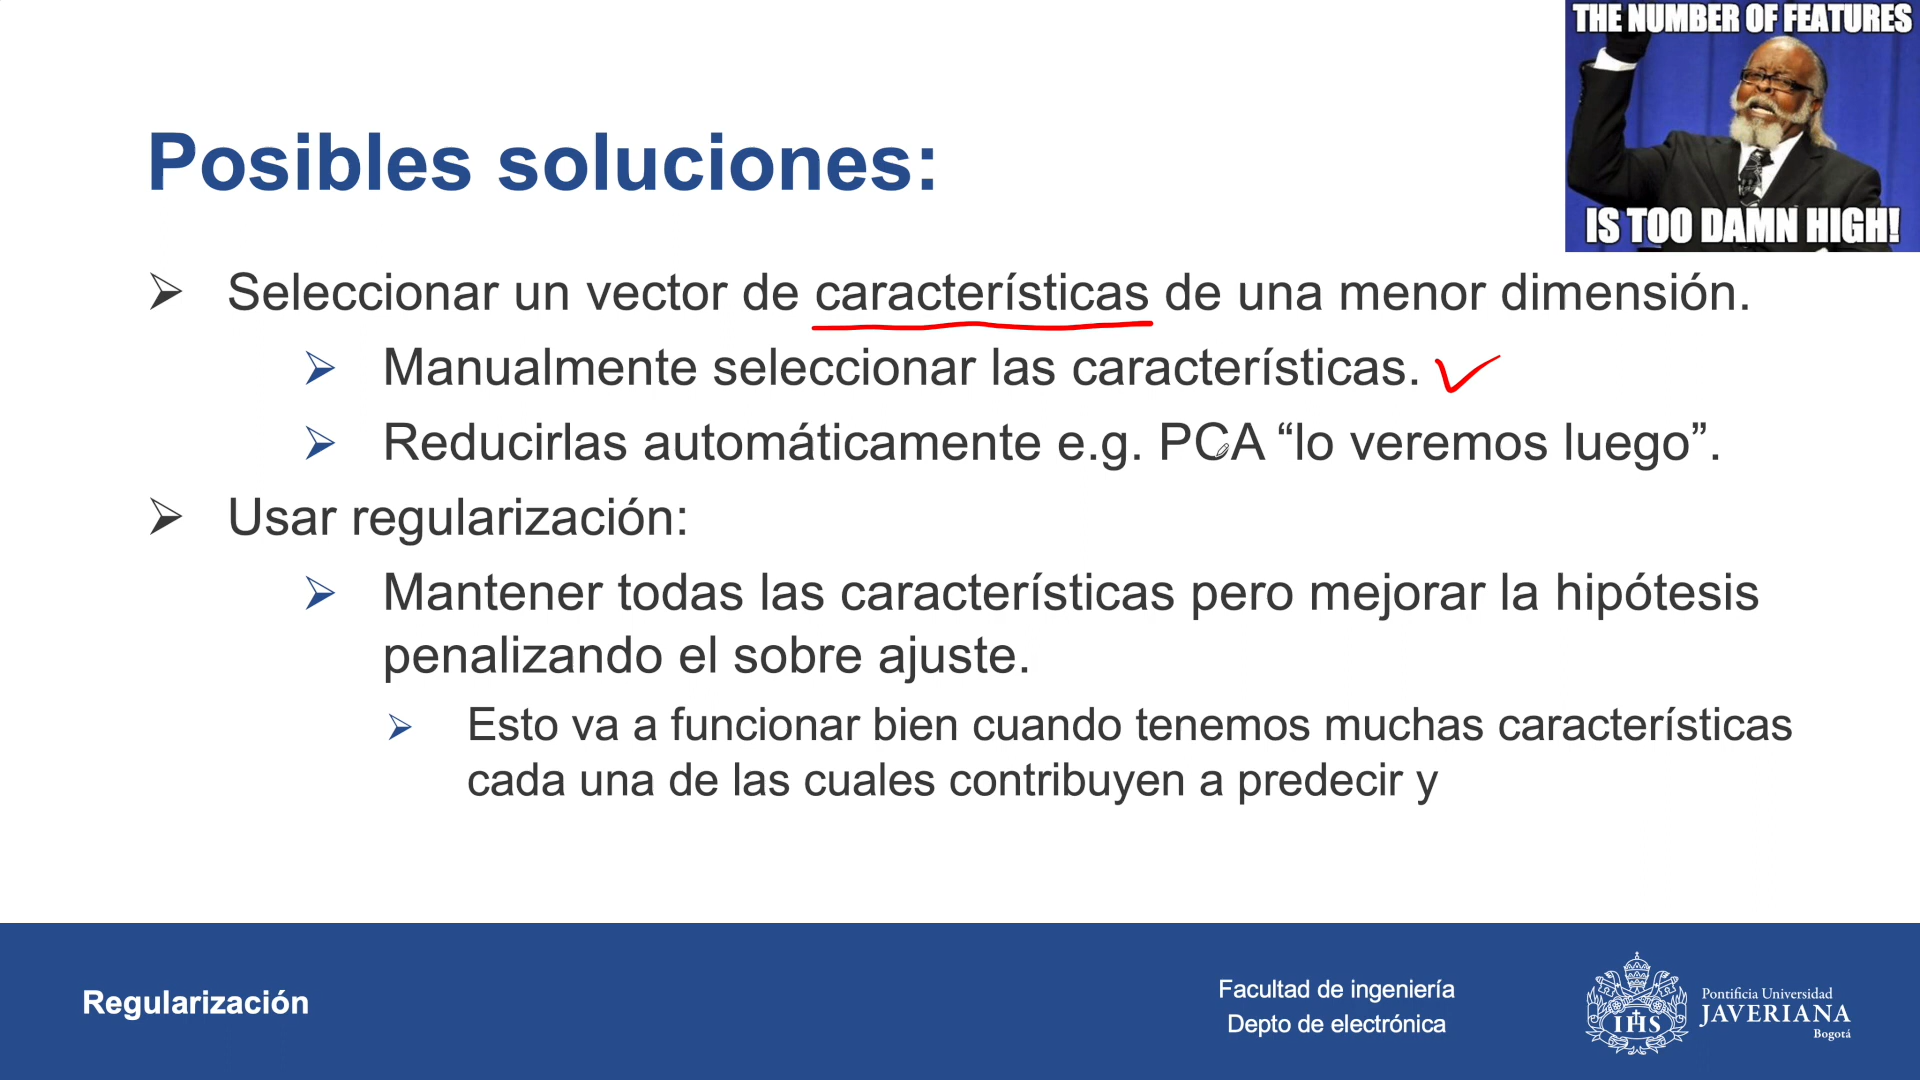 THE NUMBER OF FEATURES
IS TOO DAMN HIGH!
Posibles soluciones:
Seleccionar un vector de características de una menor dimensión.
Manualmente seleccionar las características.
Reducirlas automáticamente e.g. PCA “lo veremos luego”.
Usar regularización:
Mantener todas las características pero mejorar la hipótesis
penalizando el sobre ajuste.
Esto va a funcionar bien cuando tenemos muchas características
cada una de las cuales contribuyen a predecir y
Regularización
Facultad de ingeniería
Depto de electrónica
IHS
Pontificia Universidad
JAVERIANA
Bogotá